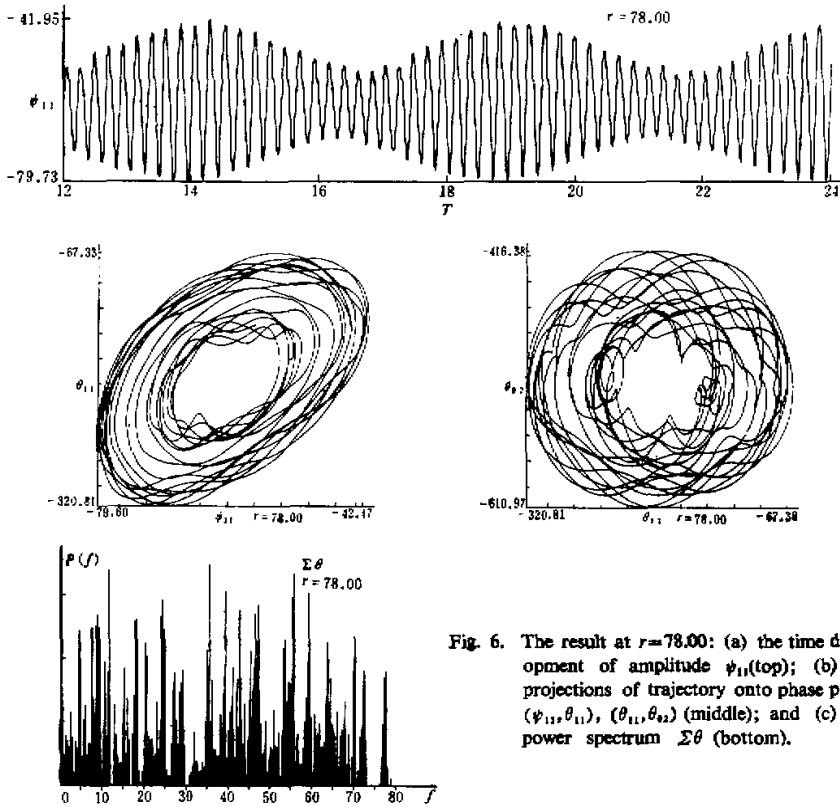 -41.95
r=78.00
ψ₁₁
-79.73
12 14 16 18 20 22 24
T
-67.33
θ₁₁
-320.81
-79.60 ψ₁₁ r=78.00 -42.47
-416.38
θ₀₂
-610.97
-320.81 θ₁₁ r=78.00 -67.38
P(f)
Σθ
r=78.00
0 10 20 30 40 50 60 70 80 f
Fig. 6. The result at r=78.00: (a) the time d
opment of amplitude ψ₁₁(top); (b)
projections of trajectory onto phase p
(ψ₁₁, θ₁₁), (θ₁₁, θ₀₂) (middle); and (c)
power spectrum Σθ (bottom).